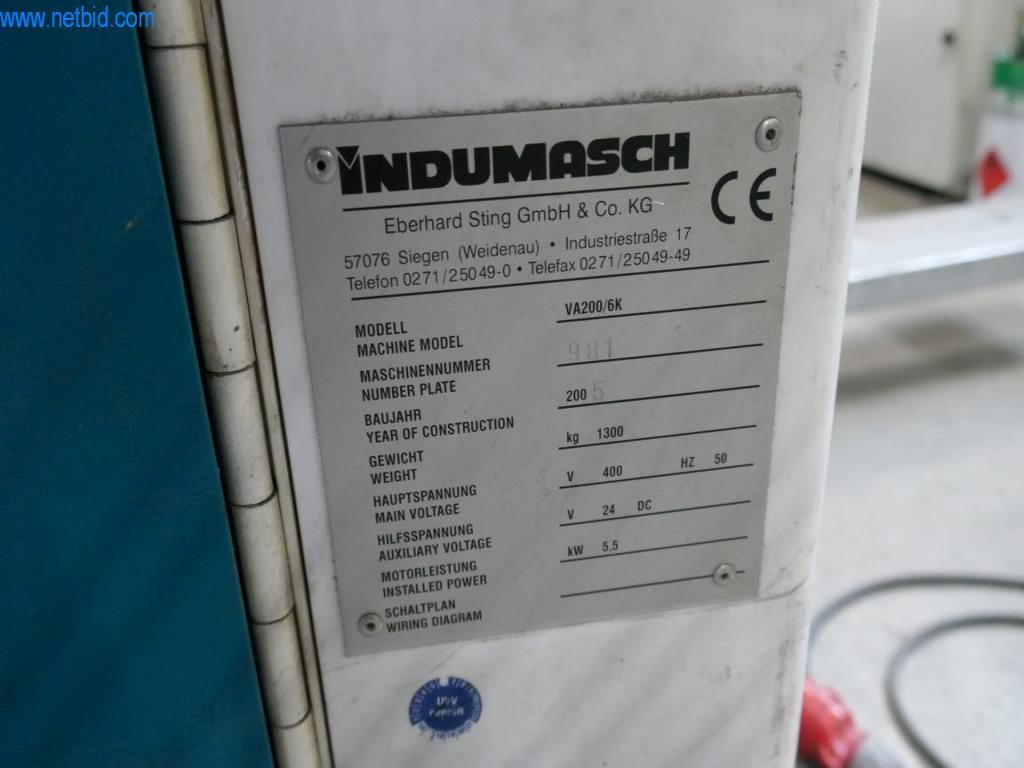 www.netbid.com
INDUMASCH
Eberhard Sting GmbH & Co. KG
CE
57076 Siegen (Weidenau) • Industriestraße 17
Telefon 0271/25049-0 • Telefax 0271/25049-49
MODELL
MACHINE MODEL
VA200/6K
MASCHINENNUMMER
NUMBER PLATE
981
BAUJAHR
YEAR OF CONSTRUCTION
2005
GEWICHT
WEIGHT
kg 1300
HAUPTSPANNUNG
MAIN VOLTAGE
V 400 HZ 50
HILFSSPANNUNG
AUXILIARY VOLTAGE
V 24 DC
MOTORLEISTUNG
INSTALLED POWER
kW 5,5
SCHALTPLAN
WIRING DIAGRAM
UVV